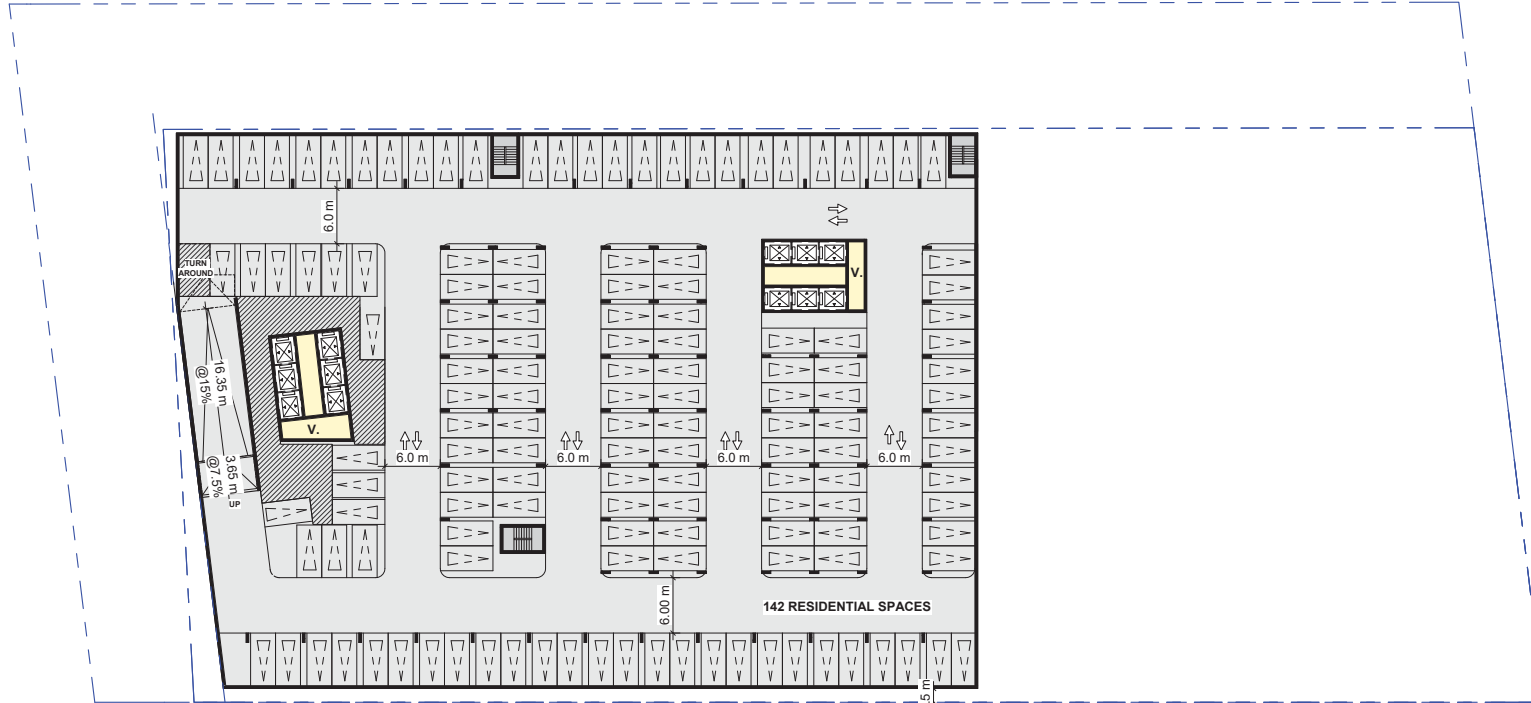 6.0 m
TURN
AROUND
V.
16.35 m
@15%
V.
3.65 m
@7.5%
UP
6.0 m
6.0 m
6.0 m
6.0 m
6.00 m
142 RESIDENTIAL SPACES